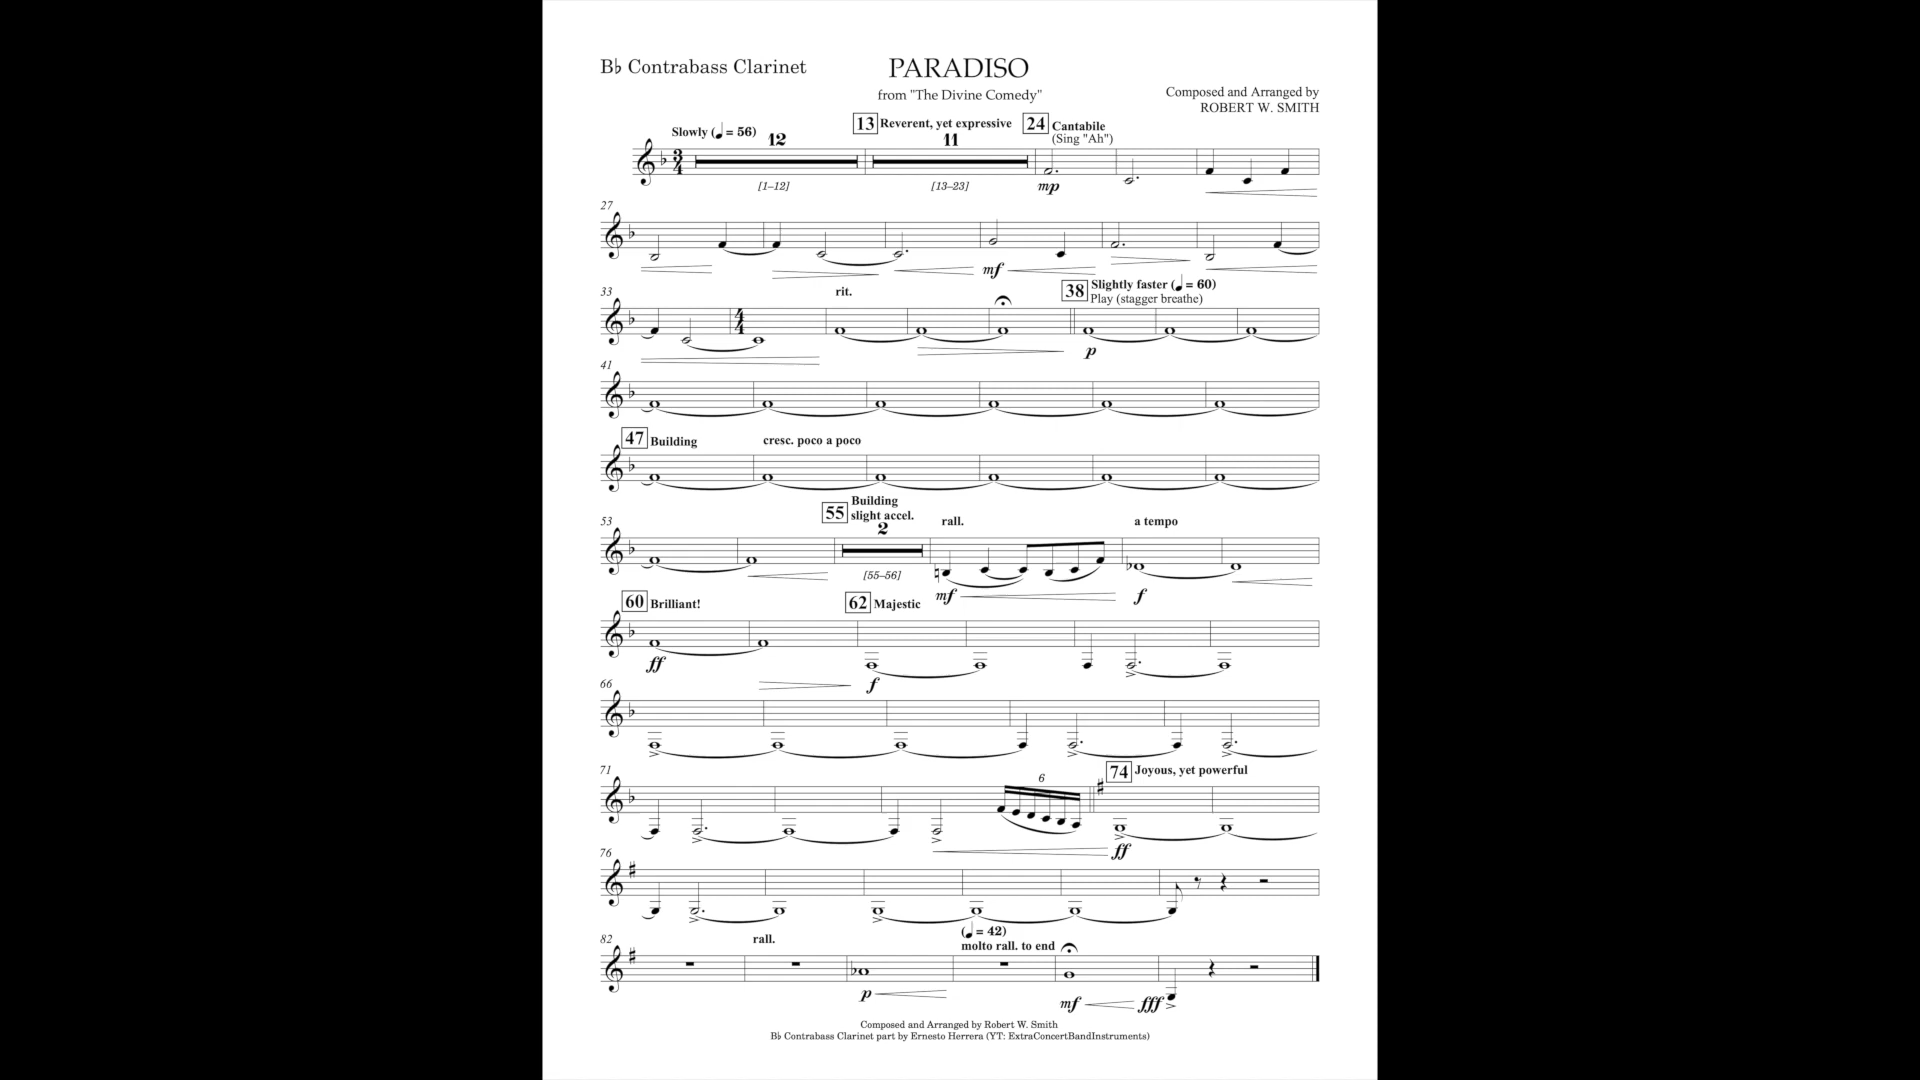 B♭ Contrabass Clarinet
PARADISO
from "The Divine Comedy"
Composed and Arranged by
ROBERT W. SMITH
Slowly (♩ = 56)
12
13 Reverent, yet expressive
11
24 Cantabile
(Sing "Ah")
3
4
[1–12]
[13–23]
mp
27
mf
33
4
4
rit.
38 Slightly faster (♩ = 60)
Play (stagger breathe)
p
41
47 Building
cresc. poco a poco
53
55 Building
slight accel.
2
rall.
a tempo
[55–56]
mf
f
60 Brilliant!
62 Majestic
ff
f
66
71
6
74 Joyous, yet powerful
ff
76
82
rall.
(♩ = 42)
molto rall. to end
p
mf
fff
Composed and Arranged by Robert W. Smith
B♭ Contrabass Clarinet part by Ernesto Herrera (YT: ExtraConcertBandInstruments)